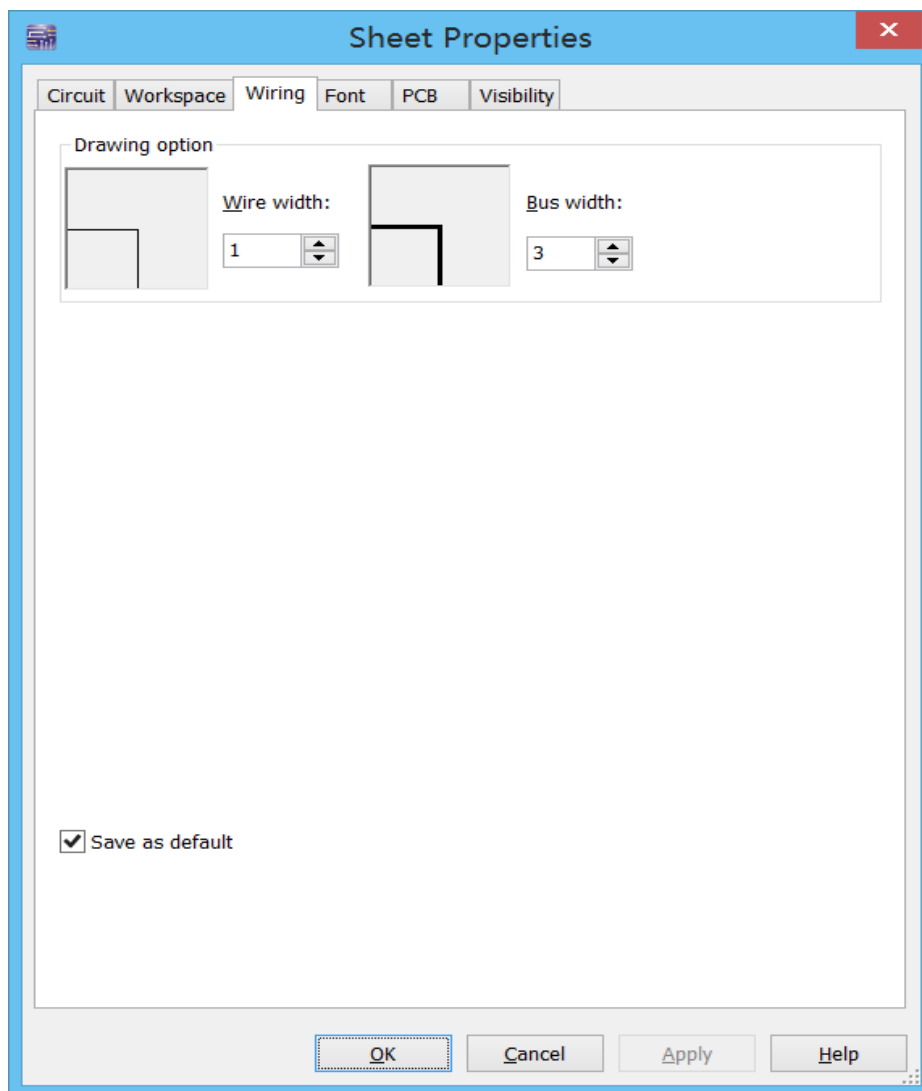 Sheet Properties
Circuit Workspace Wiring Font PCB Visibility
Drawing option
Wire width: Bus width:
1 3
Save as default
OK Cancel Apply Help